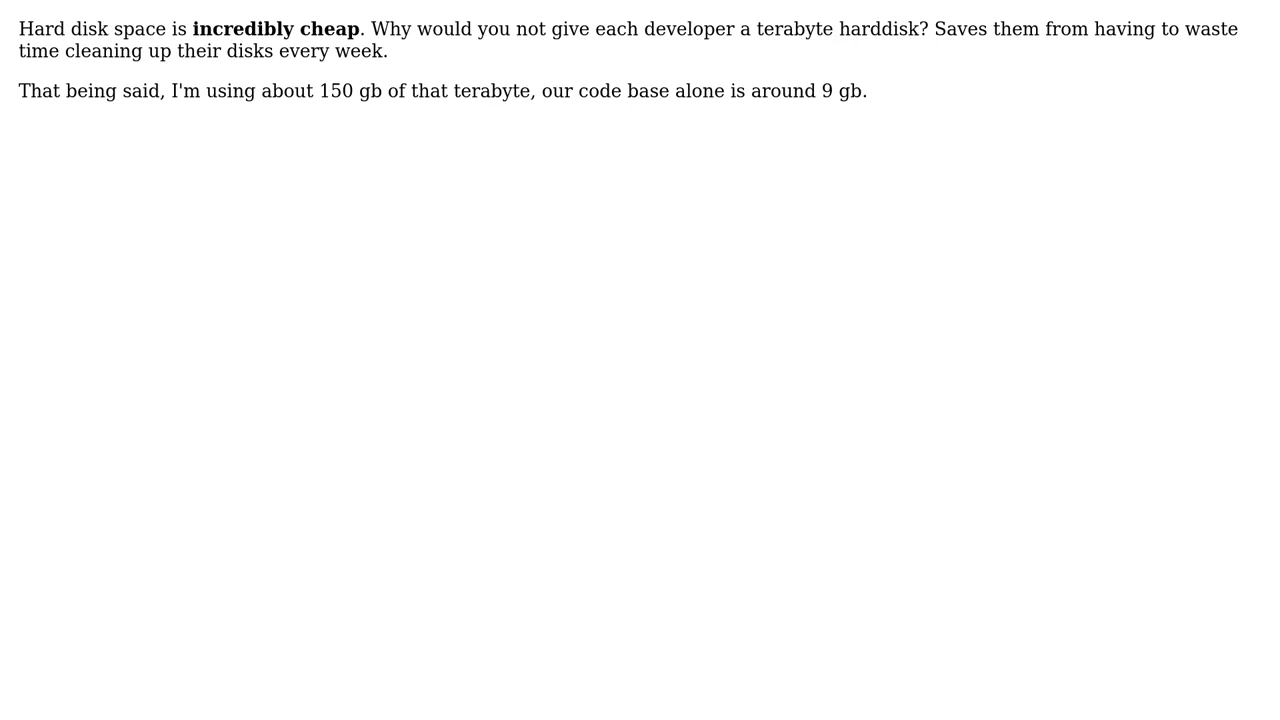 Hard disk space is incredibly cheap. Why would you not give each developer a terabyte harddisk? Saves them from having to waste
time cleaning up their disks every week.
That being said, I'm using about 150 gb of that terabyte, our code base alone is around 9 gb.